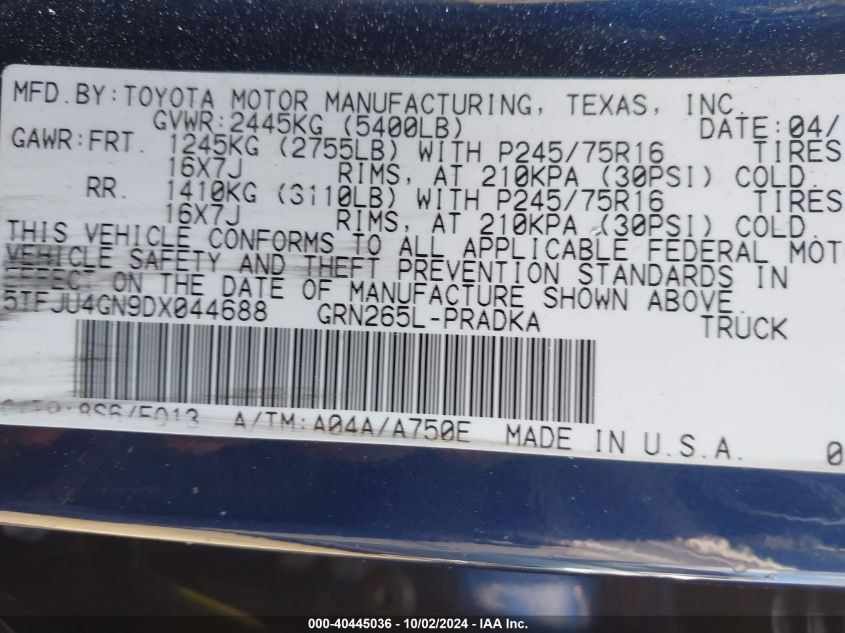 MFD.BY:TOYOTA MOTOR MANUFACTURING, TEXAS, INC.
GVWR:2445KG (5400LB) DATE:04/
GAWR:FRT. 1245KG (2755LB) WITH P245/75R16 TIRES
16X7J RIMS, AT 210KPA (30PSI) COLD.
RR. 1410KG (3110LB) WITH P245/75R16 TIRES
16X7J RIMS, AT 210KPA (30PSI) COLD.
THIS VEHICLE CONFORMS TO ALL APPLICABLE FEDERAL MOT
VEHICLE SAFETY AND THEFT PREVENTION STANDARDS IN
EFFECT ON THE DATE OF MANUFACTURE SHOWN ABOVE.
5TFJU4GN9DX044688 GRN265L-PRADKA TRUCK
8S6/FQ13 A/TM:A04A/A750E MADE IN U.S.A. 0
000-40445036 - 10/02/2024 - IAA Inc.